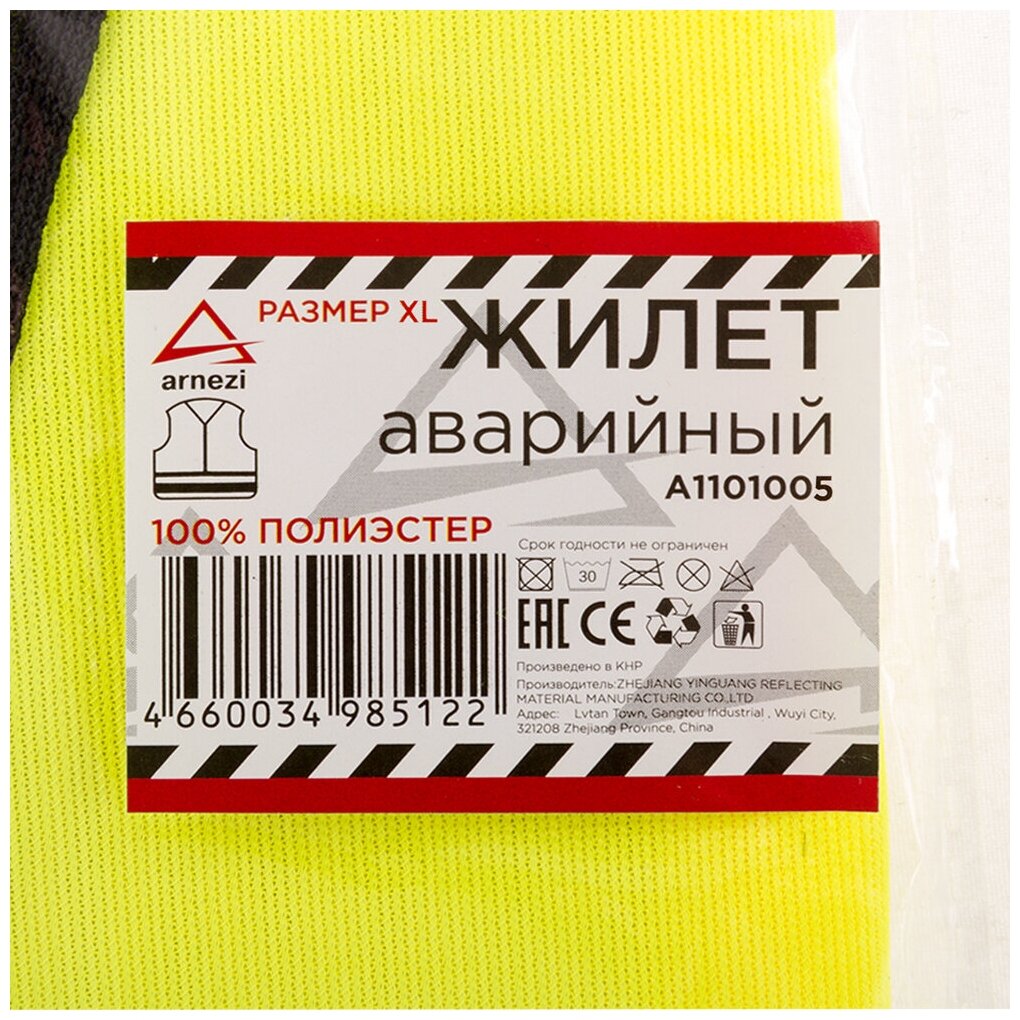 РАЗМЕР XL
ЖИЛЕТ
arnezi
аварийный
A1101005
100% ПОЛИЭСТЕР
Срок годности не ограничен
30
EAC CE
Произведено в КНР
Производитель:ZHEJIANG YINGUANG REFLECTING
MATERIAL MANUFACTURING CO.,LTD
Адрес: Lvtan Town, Gangtou Industrial , Wuyi City,
321208 Zhejiang Province, China
4 660034 985122